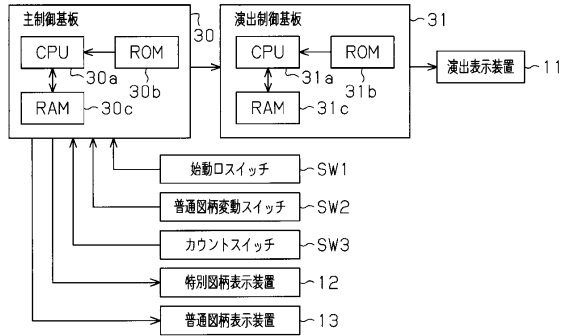 主制御基板
30
CPU
30a
ROM
30b
RAM
30c
演出制御基板
31
CPU
31a
ROM
31b
RAM
31c
演出表示装置
11
始動口スイッチ
SW1
普通図柄変動スイッチ
SW2
カウントスイッチ
SW3
特別図柄表示装置
12
普通図柄表示装置
13